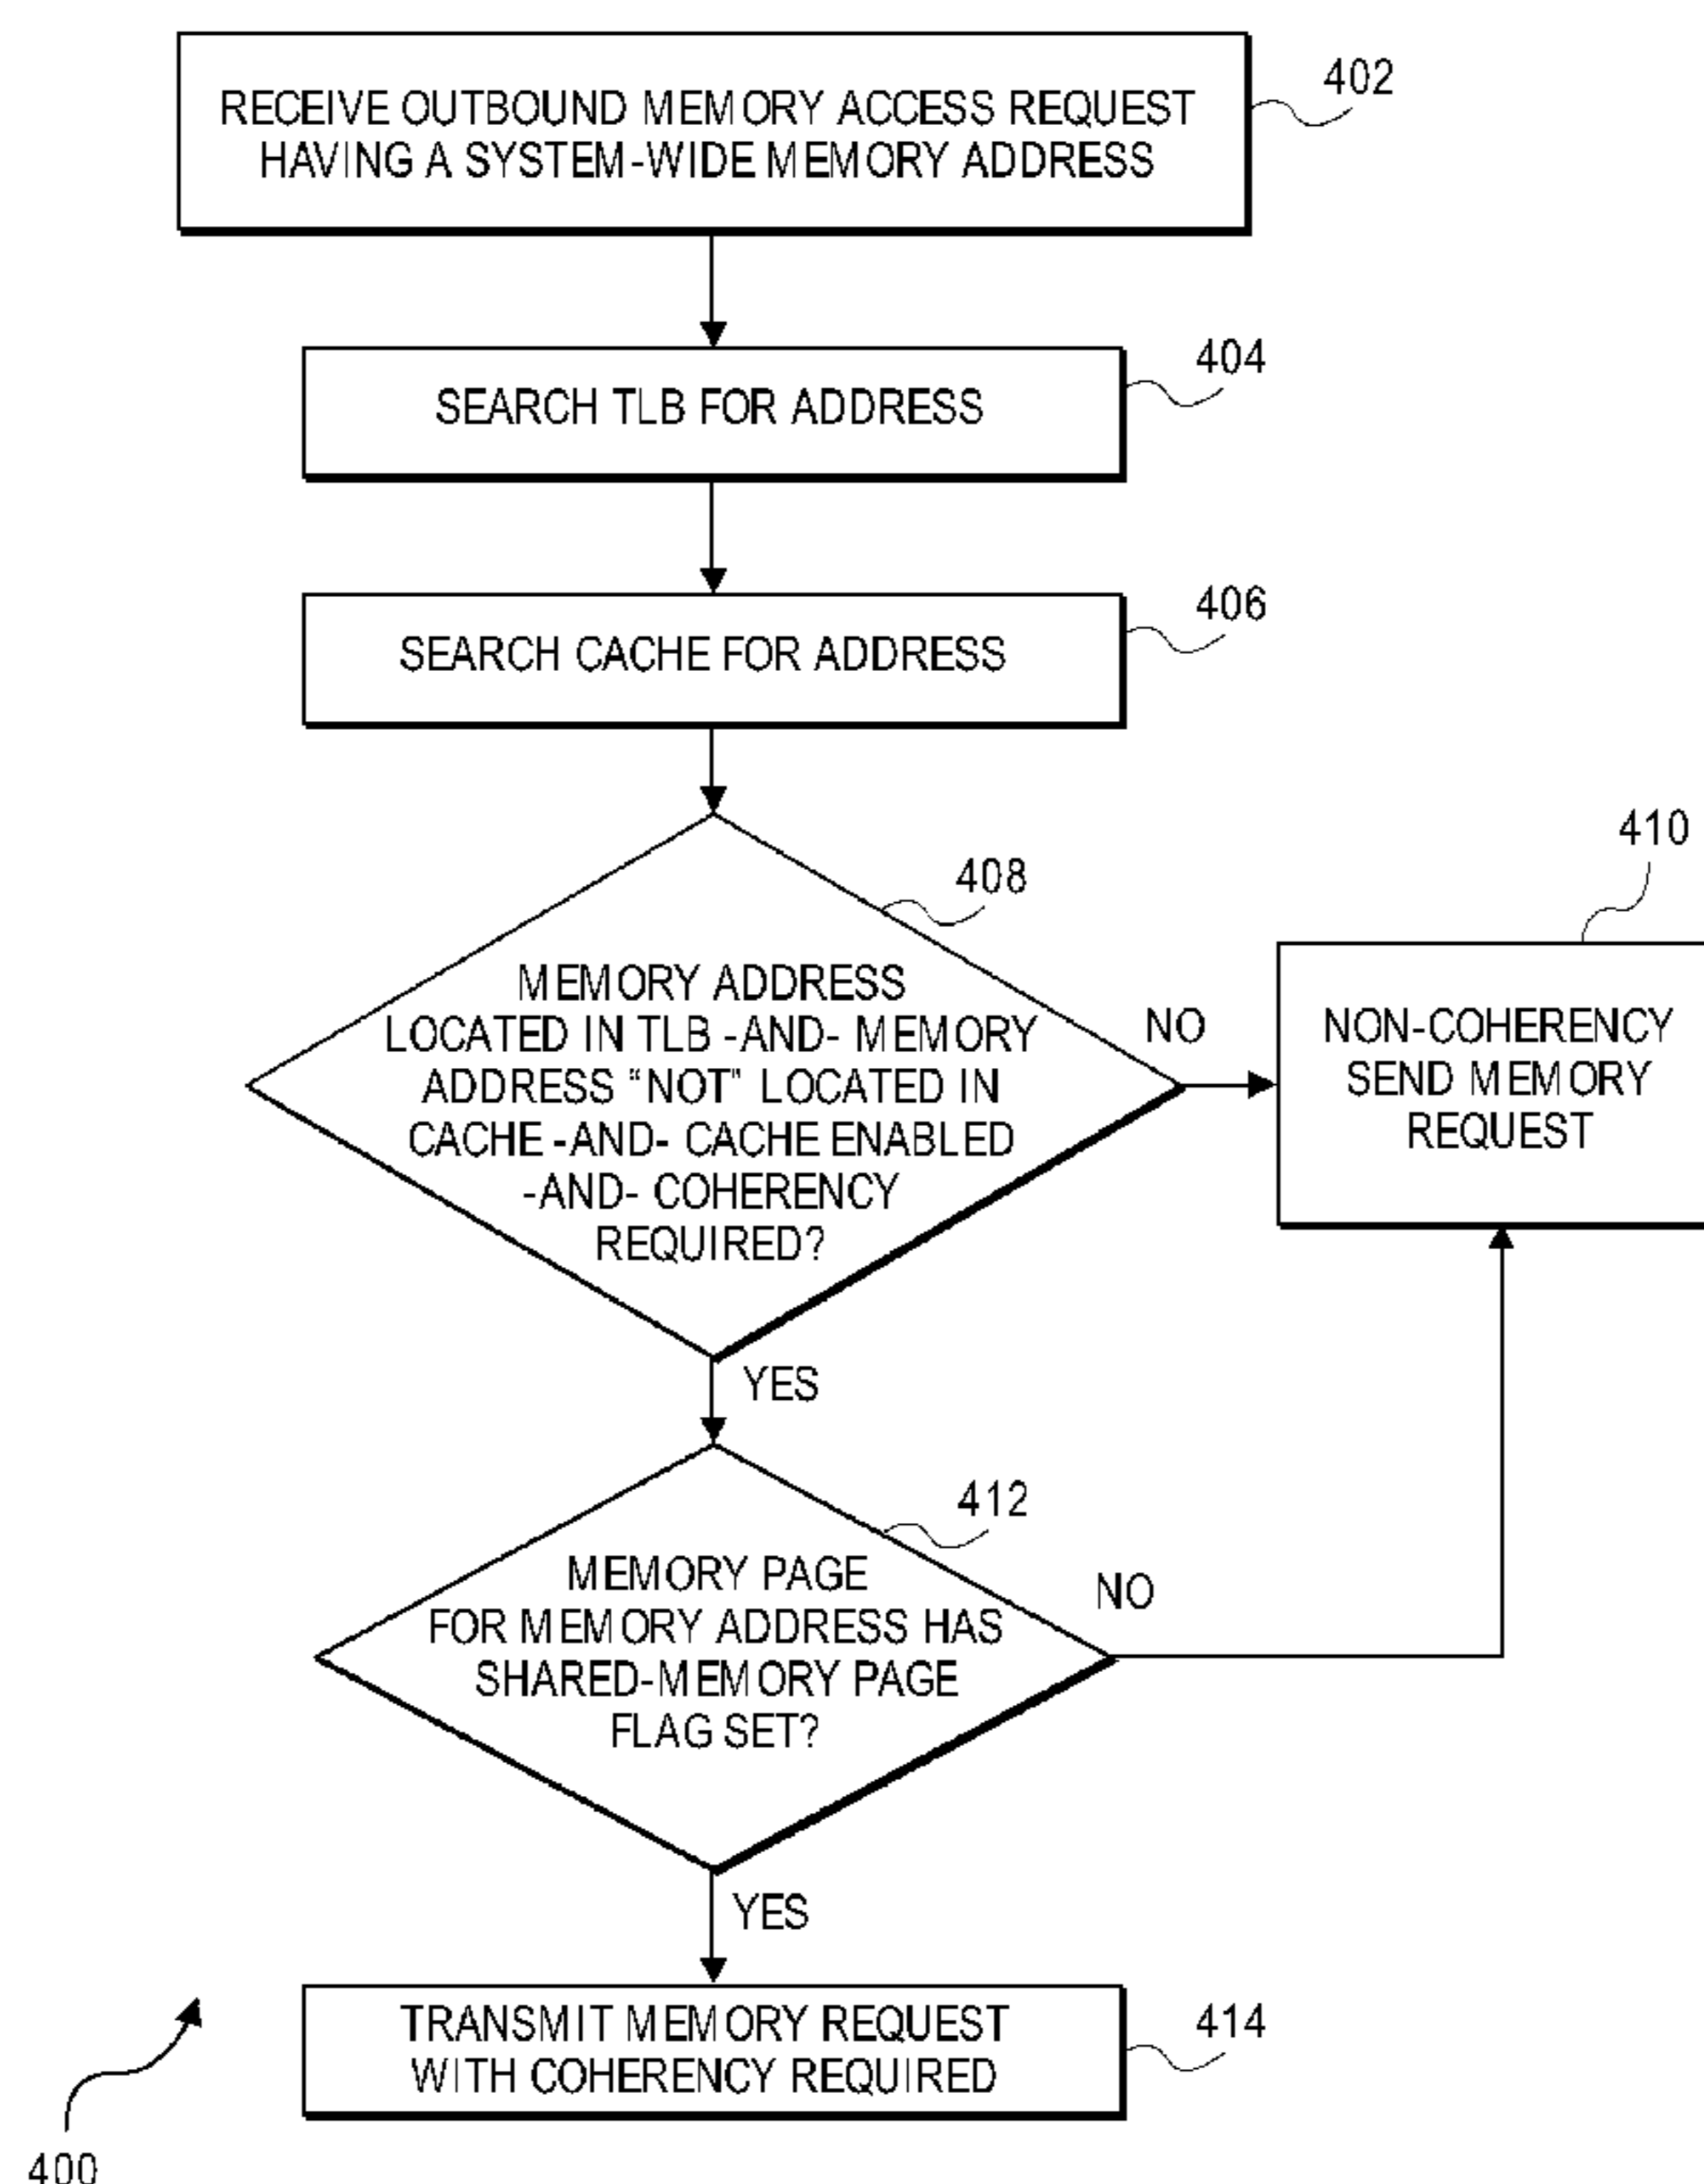 RECEIVE OUTBOUND MEMORY ACCESS REQUEST
HAVING A SYSTEM-WIDE MEMORY ADDRESS
402
SEARCH TLB FOR ADDRESS
404
SEARCH CACHE FOR ADDRESS
406
408
MEMORY ADDRESS
LOCATED IN TLB -AND- MEMORY
ADDRESS “NOT” LOCATED IN
CACHE -AND- CACHE ENABLED
-AND- COHERENCY
REQUIRED?
NO
410
NON-COHERENCY
SEND MEMORY
REQUEST
YES
412
MEMORY PAGE
FOR MEMORY ADDRESS HAS
SHARED-MEMORY PAGE
FLAG SET?
NO
YES
TRANSMIT MEMORY REQUEST
WITH COHERENCY REQUIRED
414
400